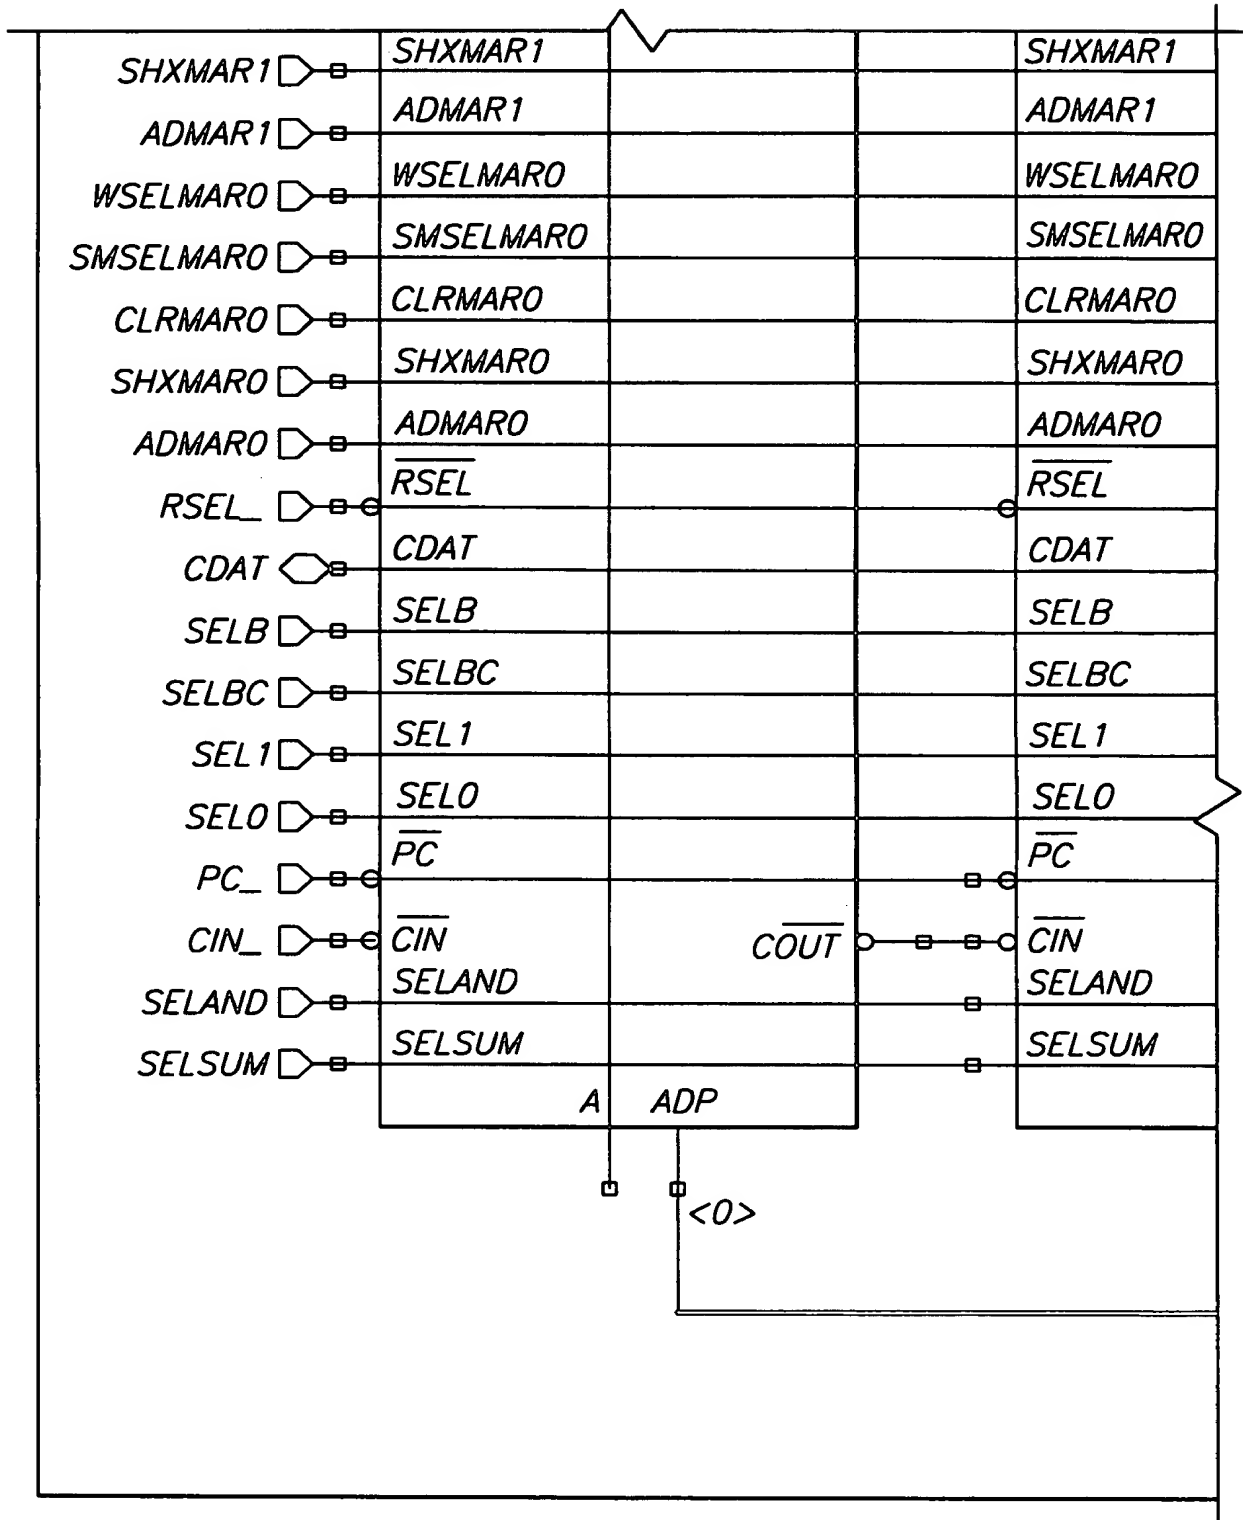 SHXMAR1 SHXMAR1 SHXMAR1
ADMAR1 ADMAR1 ADMAR1
WSELMAR0 WSELMAR0 WSELMAR0
SMSELMAR0 SMSELMAR0 SMSELMAR0
CLRMAR0 CLRMAR0 CLRMAR0
SHXMAR0 SHXMAR0 SHXMAR0
ADMAR0 ADMAR0 ADMAR0
RSEL_ RSEL RSEL
CDAT CDAT CDAT
SELB SELB SELB
SELBC SELBC SELBC
SEL1 SEL1 SEL1
SEL0 SEL0 SEL0
PC_ PC PC
CIN_ CIN COUT CIN
SELAND SELAND SELAND
SELSUM SELSUM SELSUM
A ADP
<0>